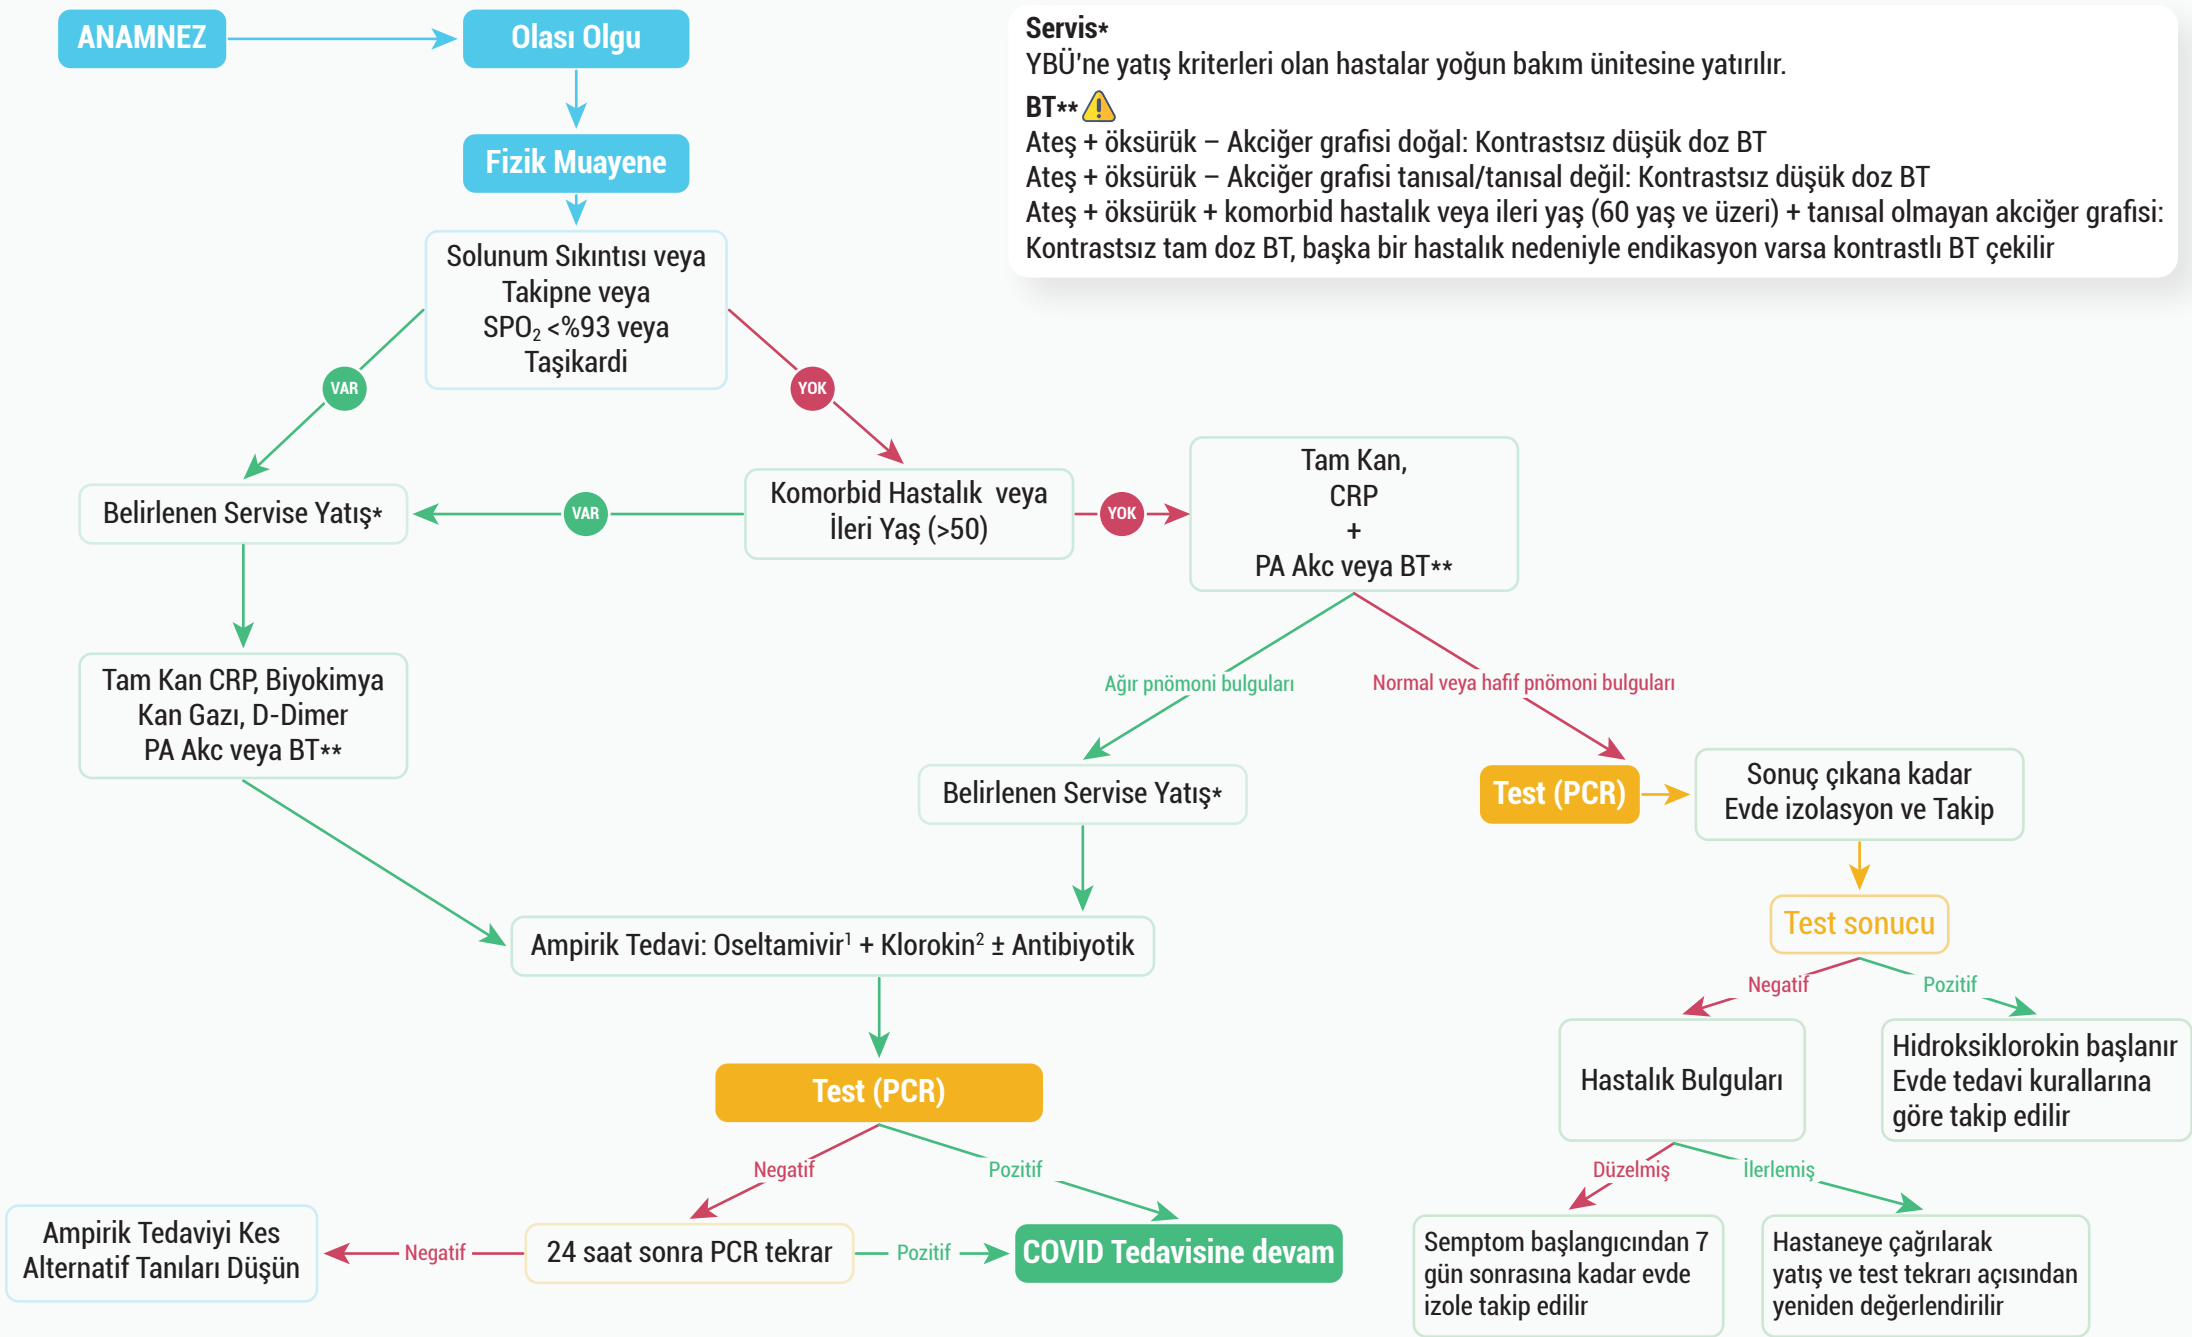 ANAMNEZ
Olası Olgu
Servis*
YBÜ'ne yatış kriterleri olan hastalar yoğun bakım ünitesine yatırılır.
BT**
Ateş + öksürük – Akciğer grafisi doğal: Kontrastsız düşük doz BT
Ateş + öksürük – Akciğer grafisi tanısal/tanısal değil: Kontrastsız düşük doz BT
Ateş + öksürük + komorbid hastalık veya ileri yaş (60 yaş ve üzeri) + tanısal olmayan akciğer grafisi:
Kontrastsız tam doz BT, başka bir hastalık nedeniyle endikasyon varsa kontrastlı BT çekilir
Fizik Muayene
Solunum Sıkıntısı veya
Takipne veya
SPO₂ <%93 veya
Taşikardi
VAR
YOK
Belirlenen Servise Yatış*
VAR
Komorbid Hastalık veya
İleri Yaş (>50)
YOK
Tam Kan,
CRP
+
PA Akc veya BT**
Tam Kan CRP, Biyokimya
Kan Gazı, D-Dimer
PA Akc veya BT**
Ağır pnömoni bulguları
Normal veya hafif pnömoni bulguları
Belirlenen Servise Yatış*
Test (PCR)
Sonuç çıkana kadar
Evde izolasyon ve Takip
Ampirik Tedavi: Oseltamivir¹ + Klorokin² ± Antibiyotik
Test sonucu
Negatif
Pozitif
Hastalık Bulguları
Hidroksiklorokin başlanır
Evde tedavi kurallarına
göre takip edilir
Test (PCR)
Negatif
Pozitif
Düzelmiş
İlerlemiş
Ampirik Tedaviyi Kes
Alternatif Tanıları Düşün
Negatif
24 saat sonra PCR tekrar
Pozitif
COVID Tedavisine devam
Semptom başlangıcından 7
gün sonrasına kadar evde
izole takip edilir
Hastaneye çağrılarak
yatış ve test tekrarı açısından
yeniden değerlendirilir